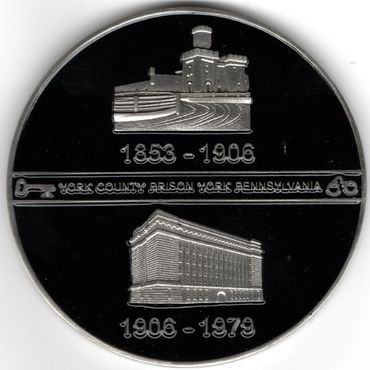 1853 - 1906
YORK COUNTY PRISON YORK PENNSYLVANIA
1906 - 1979